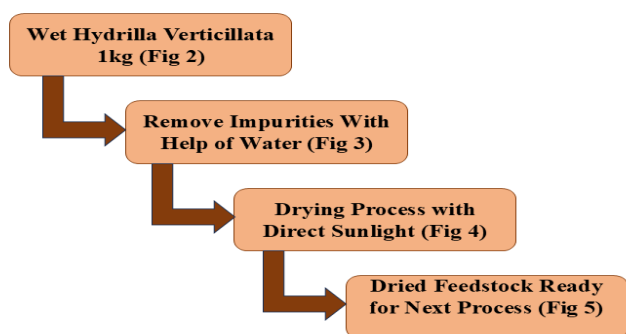 Wet Hydrilla Verticillata
1kg (Fig 2)
Remove Impurities With
Help of Water (Fig 3)
Drying Process with
Direct Sunlight (Fig 4)
Dried Feedstock Ready
for Next Process (Fig 5)